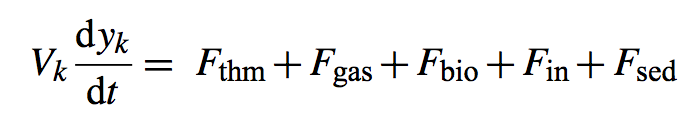 V_k dy_k/dt = F_thm + F_gas + F_bio + F_in + F_sed